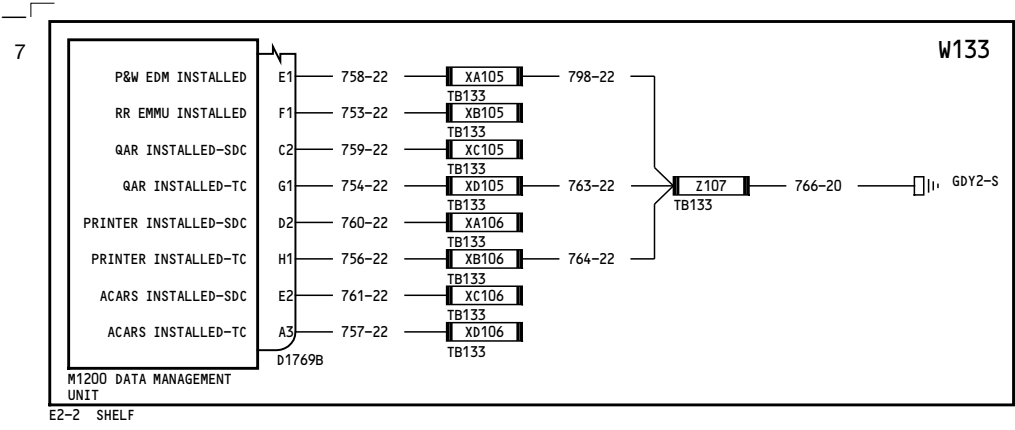 7
W133
P&W EDM INSTALLED E1 758-22 XA105 798-22
TB133
RR EMMU INSTALLED F1 753-22 XB105
TB133
QAR INSTALLED-SDC C2 759-22 XC105
TB133
QAR INSTALLED-TC G1 754-22 XD105 763-22 Z107 766-20 GDY2-S
TB133 TB133
PRINTER INSTALLED-SDC D2 760-22 XA106
TB133
PRINTER INSTALLED-TC H1 756-22 XB106 764-22
TB133
ACARS INSTALLED-SDC E2 761-22 XC106
TB133
ACARS INSTALLED-TC A3 757-22 XD106
TB133
D1769B
M1200 DATA MANAGEMENT
UNIT
E2-2 SHELF